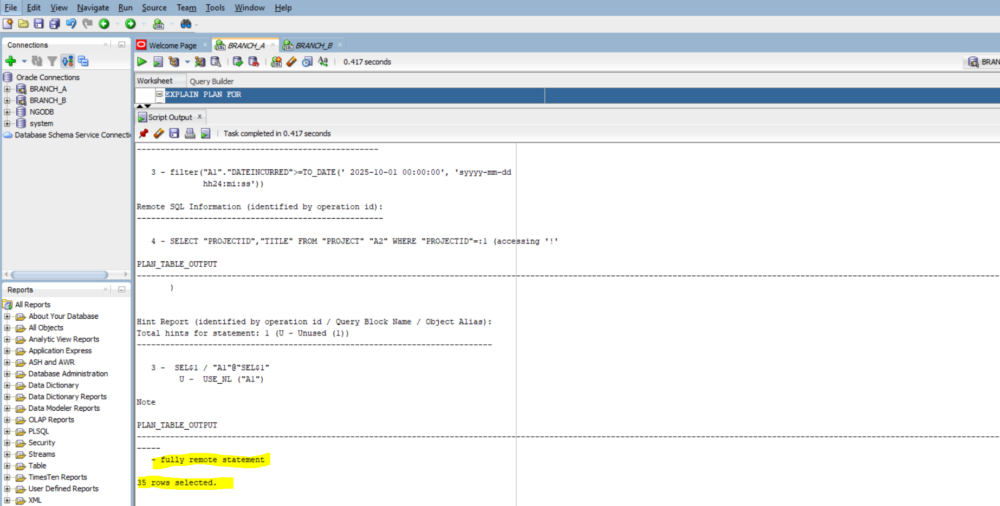 File Edit View Navigate Run Source Team Tools Window Help
Connections
Oracle Connections
BRANCH_A
BRANCH_B
NGODB
system
Database Schema Service Connecti
Reports
All Reports
About Your Database
All Objects
Analytic View Reports
Application Express
ASH and AWR
Database Administration
Data Dictionary
Data Dictionary Reports
Data Modeler Reports
OLAP Reports
PLSQL
Security
Streams
Table
TimesTen Reports
User Defined Reports
XML
Welcome Page BRANCH_A BRANCH_B
0.417 seconds BRAN
Worksheet Query Builder
EXPLAIN PLAN FOR
Script Output
Task completed in 0.417 seconds
---------------------------------------------------
3 - filter("A1"."DATEINCURRED">=TO_DATE(' 2025-10-01 00:00:00', 'syyyy-mm-dd
hh24:mi:ss'))
Remote SQL Information (identified by operation id):
----------------------------------------------------
4 - SELECT "PROJECTID","TITLE" FROM "PROJECT" "A2" WHERE "PROJECTID"=:1 (accessing '!'
PLAN_TABLE_OUTPUT
)
Hint Report (identified by operation id / Query Block Name / Object Alias):
Total hints for statement: 1 (U - Unused (1))
---------------------------------------------------------------------------
3 - SEL$1 / "A1"@"SEL$1"
U - USE_NL ("A1")
Note
PLAN_TABLE_OUTPUT
-----
- fully remote statement
35 rows selected.